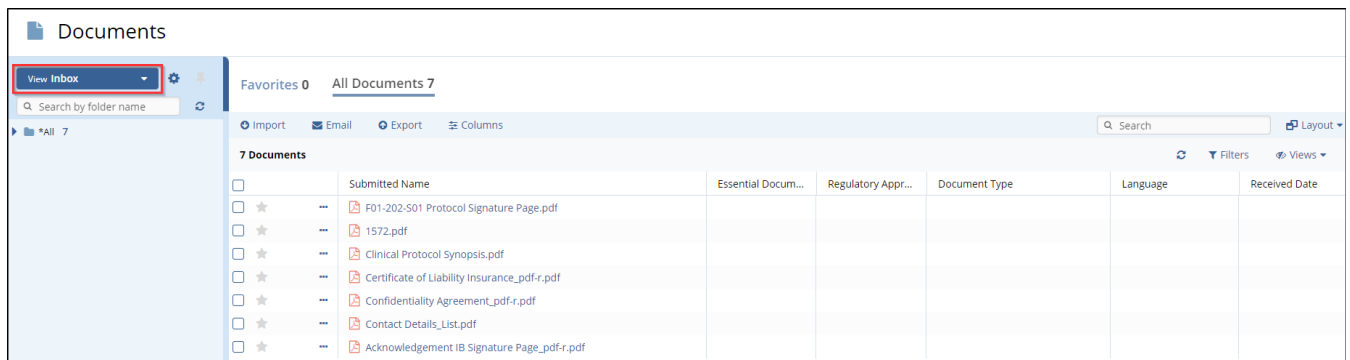 Documents
View Inbox
Search by folder name
*All 7
Favorites 0 All Documents 7
Import Email Export Columns Search Layout
7 Documents Filters Views
Submitted Name Essential Docum... Regulatory Appr... Document Type Language Received Date
F01-202-S01 Protocol Signature Page.pdf
1572.pdf
Clinical Protocol Synopsis.pdf
Certificate of Liability Insurance_pdf-r.pdf
Confidentiality Agreement_pdf-r.pdf
Contact Details_List.pdf
Acknowledgement IB Signature Page_pdf-r.pdf